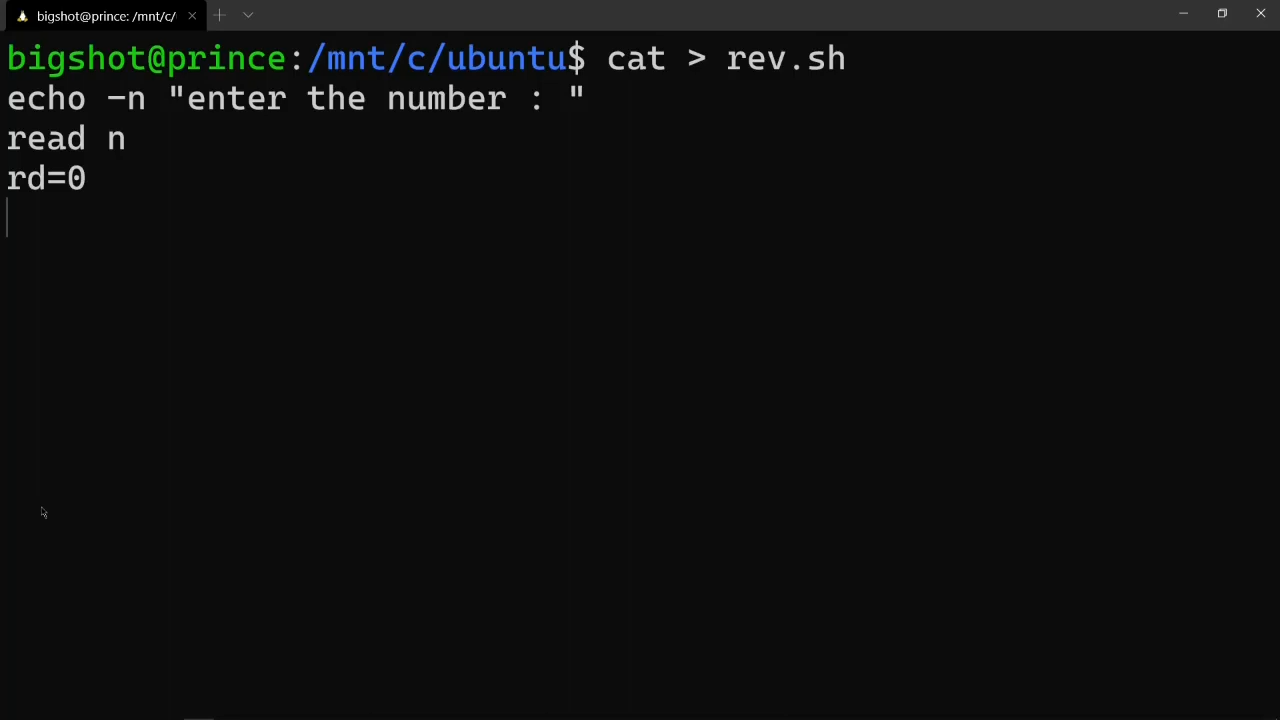 bigshot@prince: /mnt/c/
bigshot@prince:/mnt/c/ubuntu$ cat > rev.sh
echo -n "enter the number : "
read n
rd=0